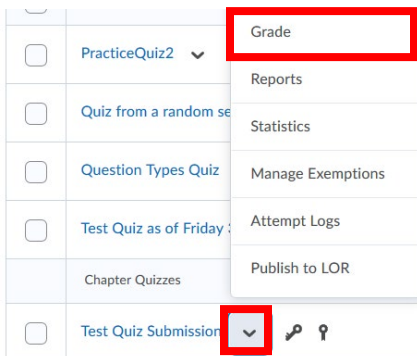 Grade
PracticeQuiz2
Reports
Quiz from a random se
Statistics
Question Types Quiz
Manage Exemptions
Attempt Logs
Test Quiz as of Friday
Publish to LOR
Chapter Quizzes
Test Quiz Submission